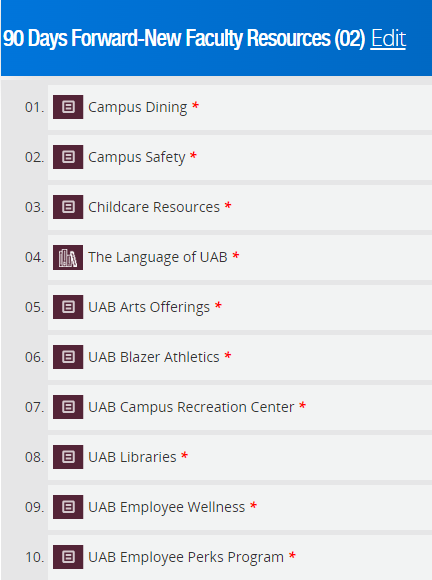 90 Days Forward-New Faculty Resources (02) Edit
01. Campus Dining *
02. Campus Safety *
03. Childcare Resources *
04. The Language of UAB *
05. UAB Arts Offerings *
06. UAB Blazer Athletics *
07. UAB Campus Recreation Center *
08. UAB Libraries *
09. UAB Employee Wellness *
10. UAB Employee Perks Program *